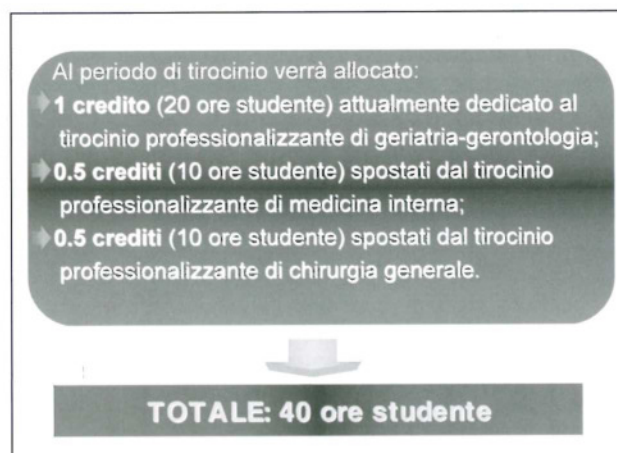 Al periodo di tirocinio verrà allocato:
1 credito (20 ore studente) attualmente dedicato al
tirocinio professionalizzante di geriatria-gerontologia;
0.5 crediti (10 ore studente) spostati dal tirocinio
professionalizzante di medicina interna;
0.5 crediti (10 ore studente) spostati dal tirocinio
professionalizzante di chirurgia generale.
TOTALE: 40 ore studente